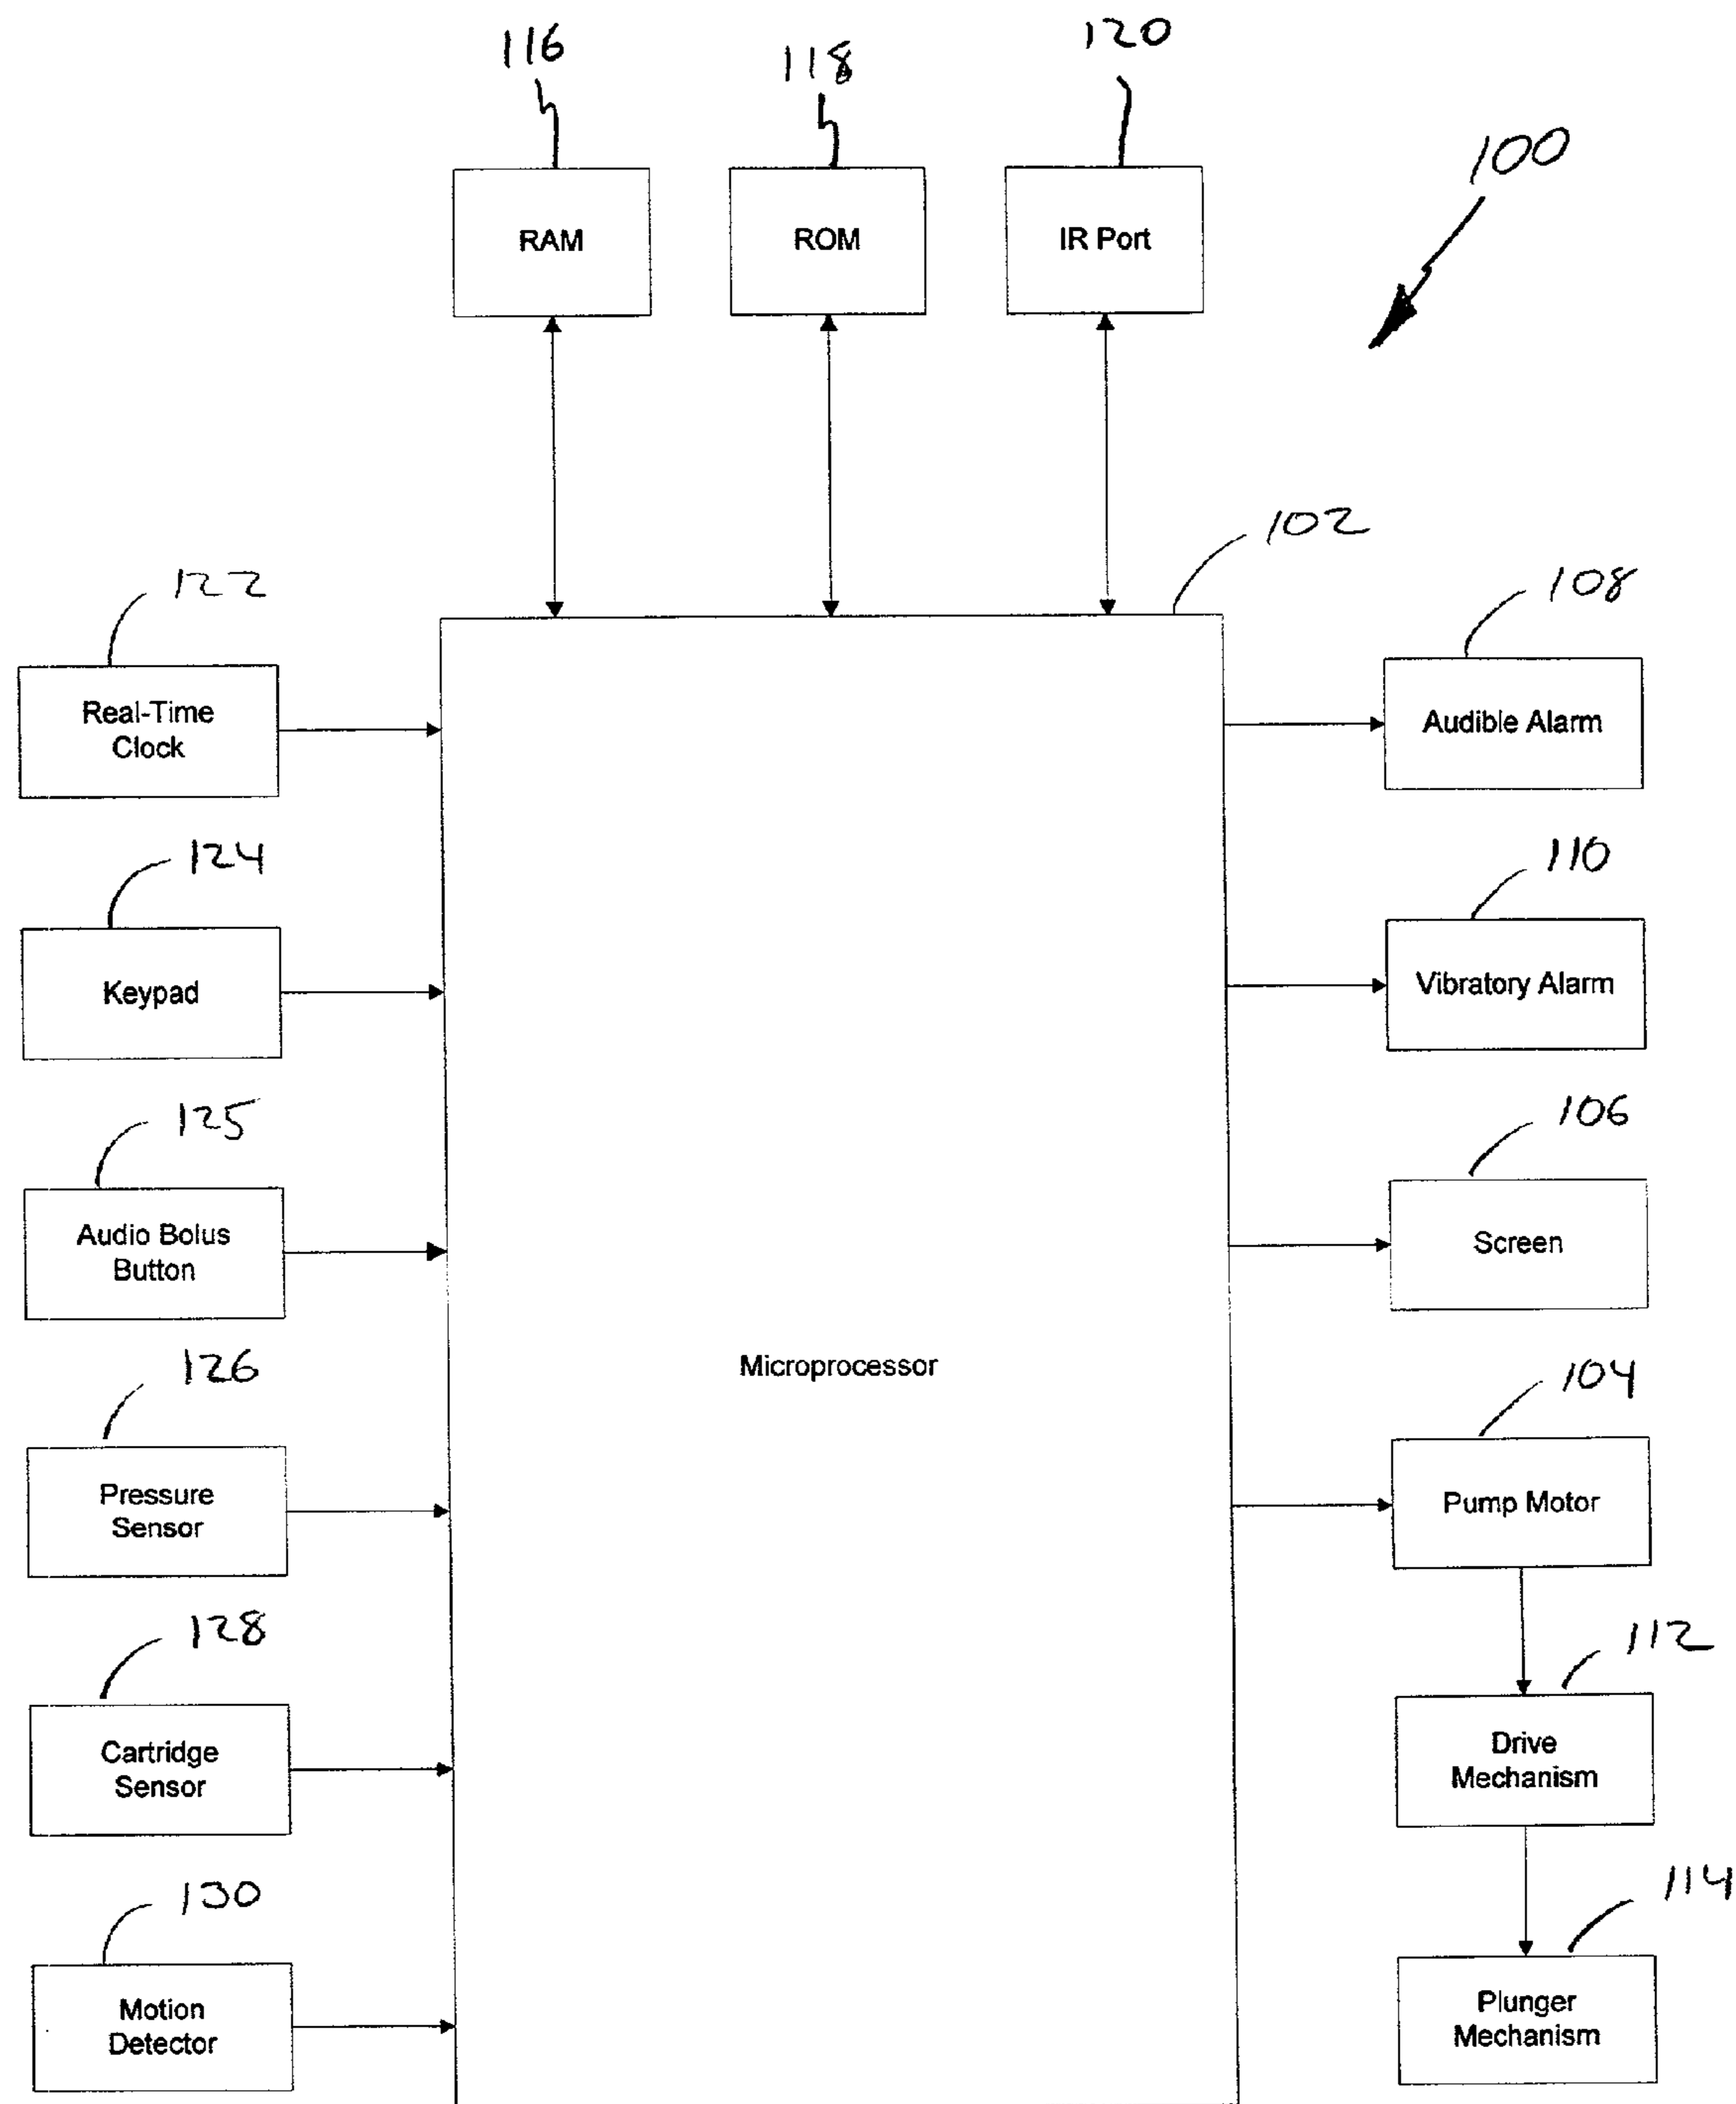 116
118
120
100
RAM
ROM
IR Port
102
122
108
Real-Time
Clock
Audible Alarm
124
110
Keypad
Vibratory Alarm
125
106
Audio Bolus
Button
Screen
Microprocessor
126
104
Pressure
Sensor
Pump Motor
128
112
Cartridge
Sensor
Drive
Mechanism
130
114
Motion
Detector
Plunger
Mechanism